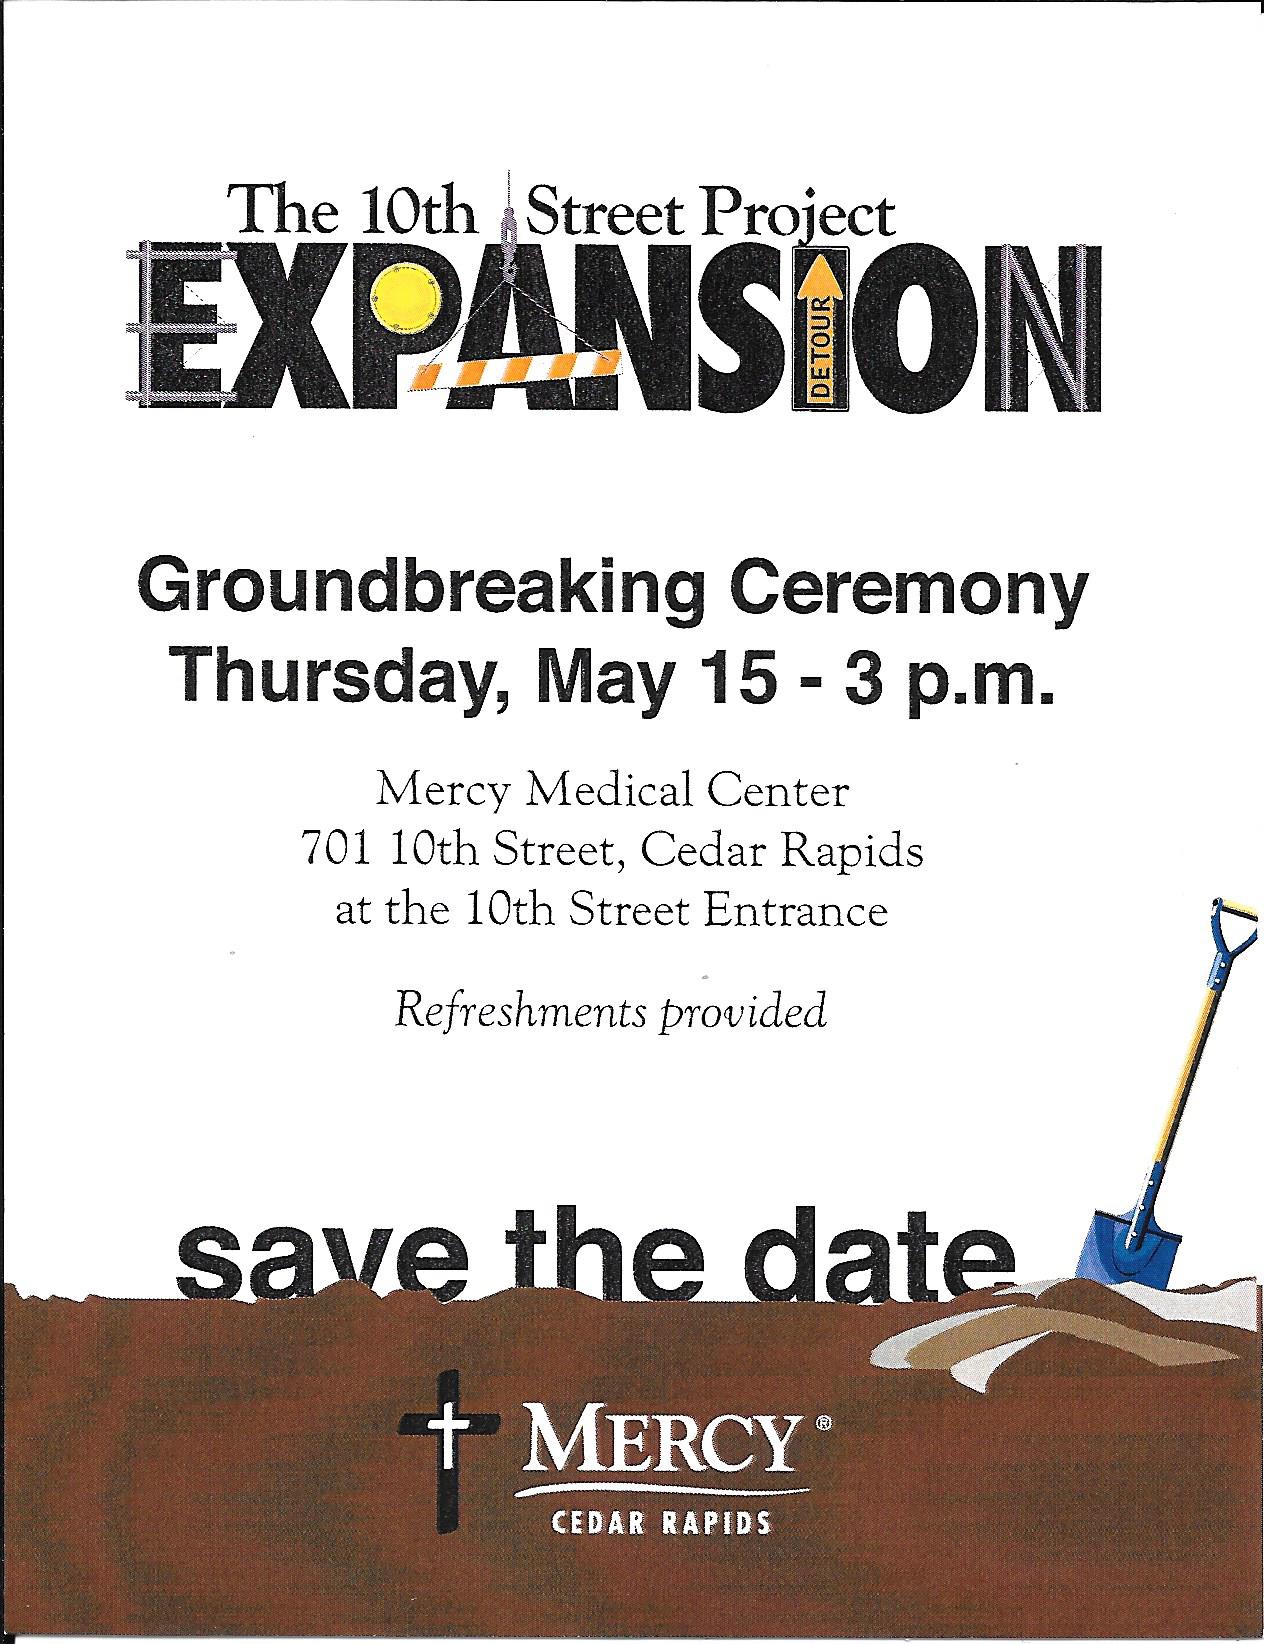 The 10th Street Project
EXPANSION
DETOUR
Groundbreaking Ceremony
Thursday, May 15 - 3 p.m.
Mercy Medical Center
701 10th Street, Cedar Rapids
at the 10th Street Entrance
Refreshments provided
save the date
MERCY®
CEDAR RAPIDS